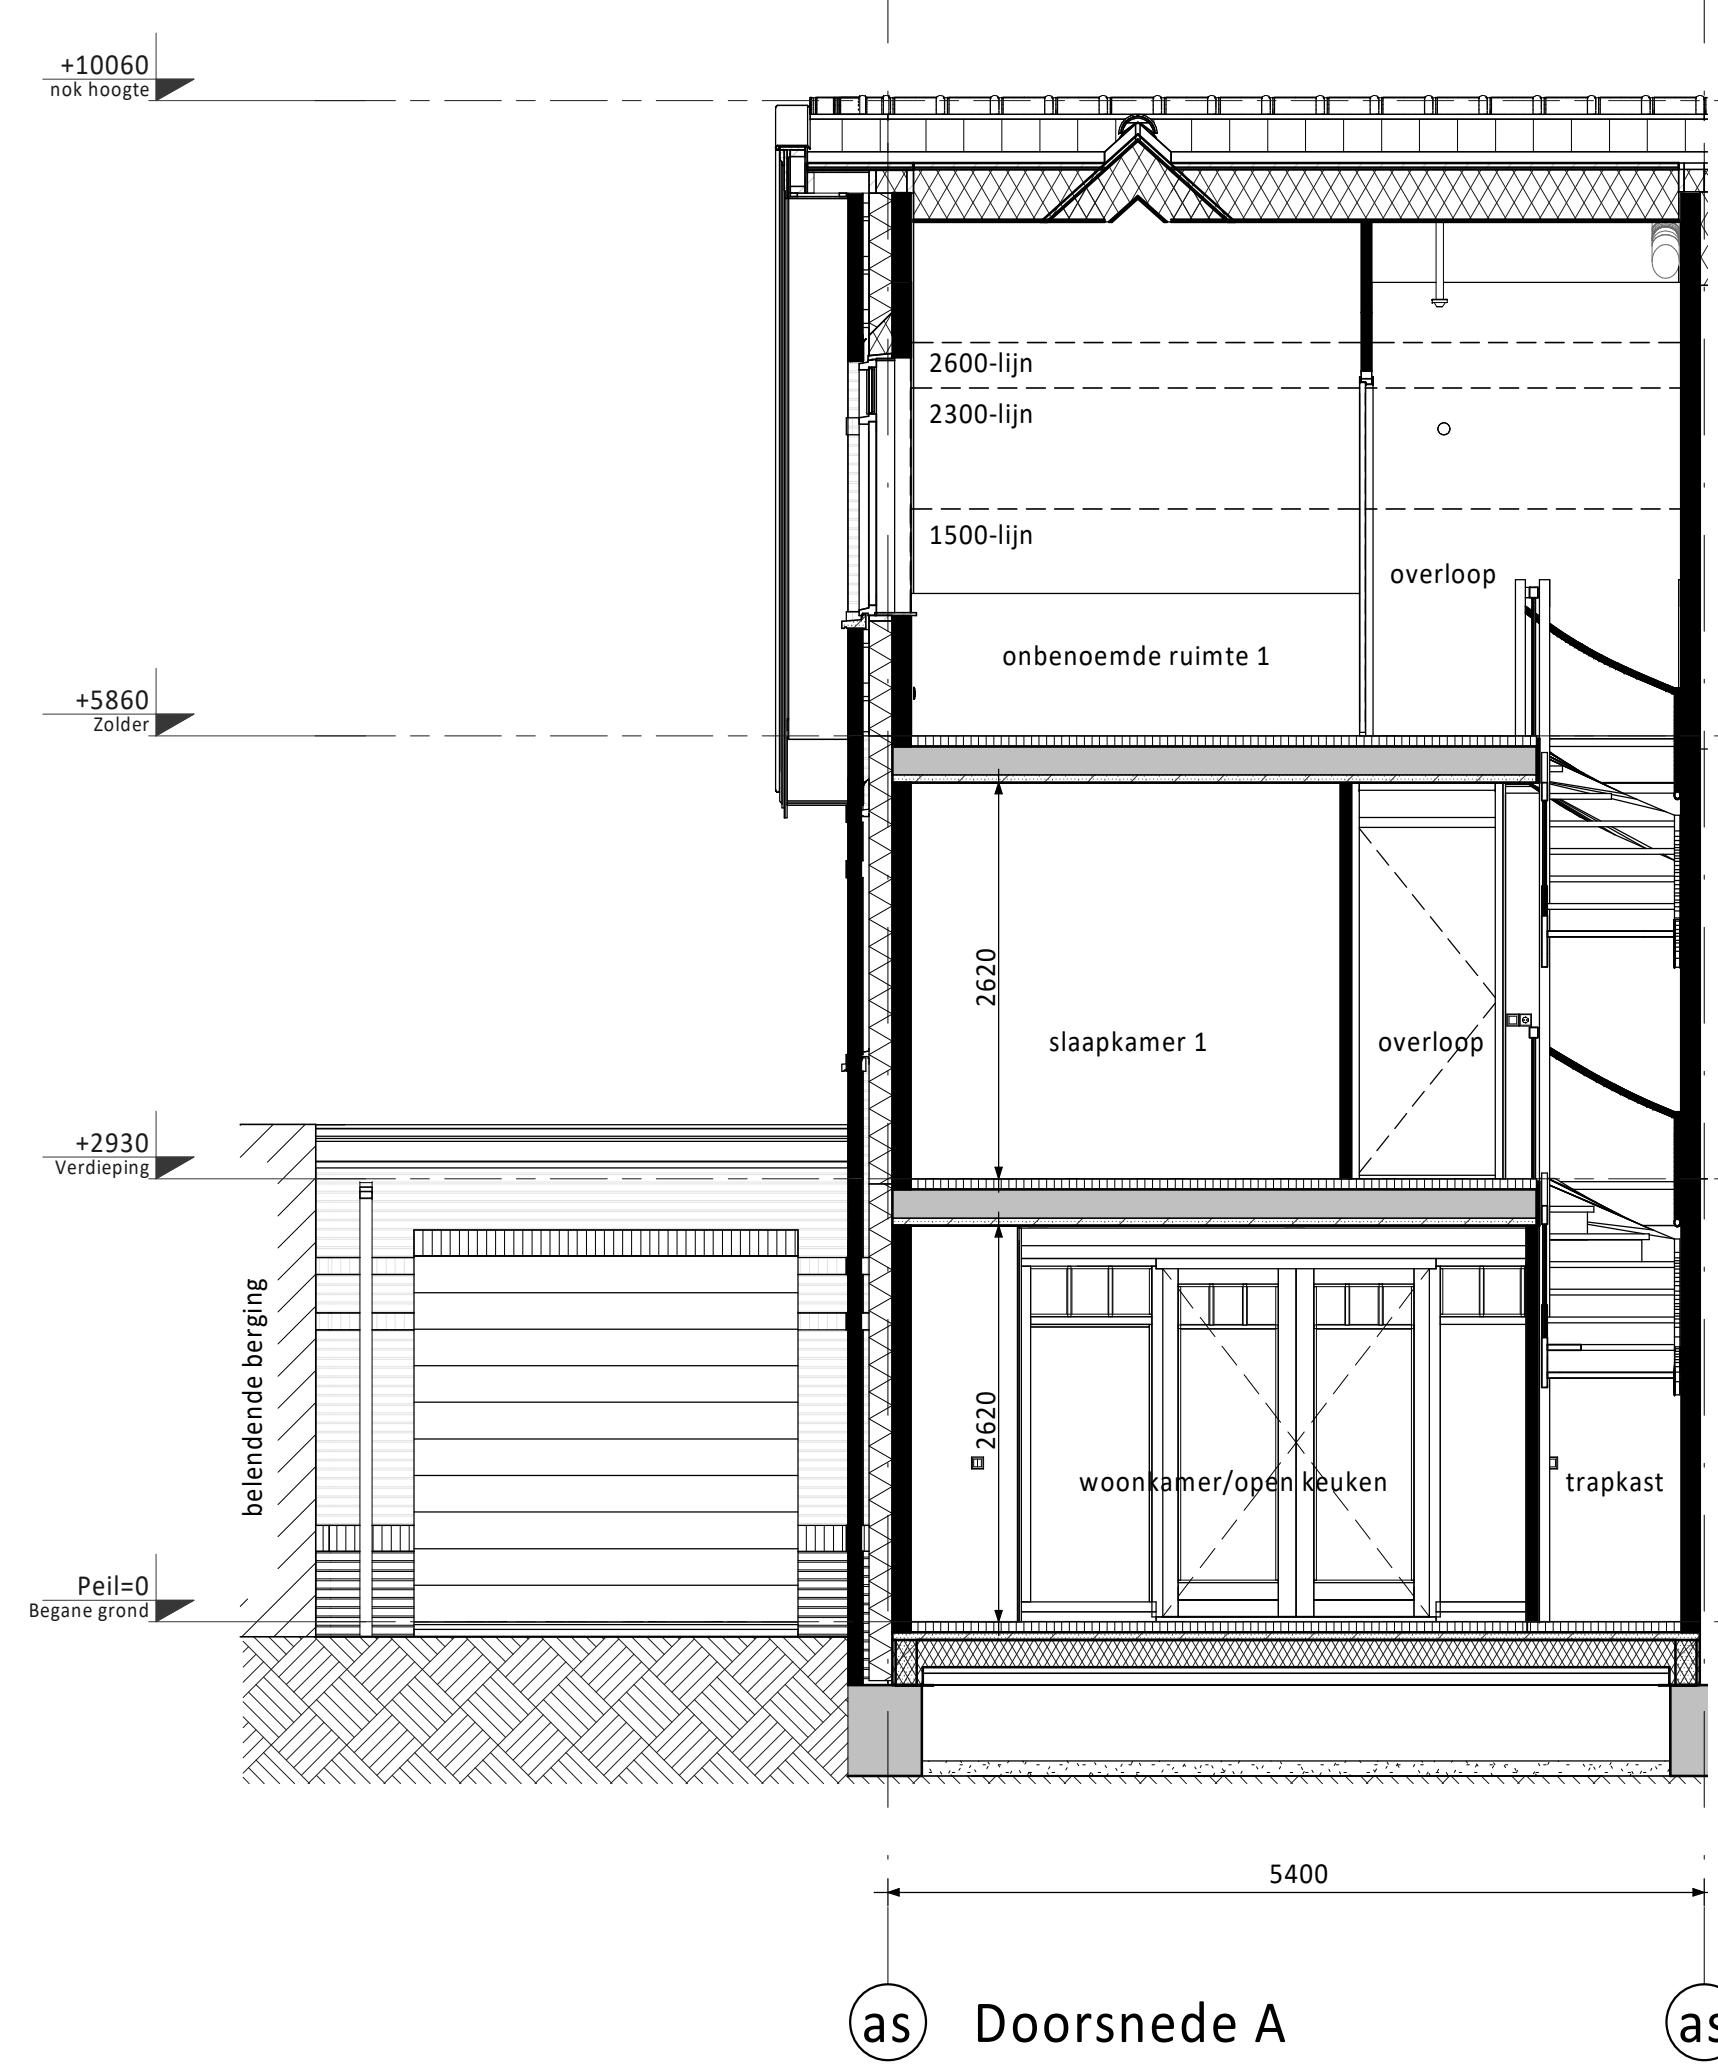 +10060
nok hoogte
2600-lijn
2300-lijn
1500-lijn
overloop
onbenoemde ruimte 1
+5860
Zolder
2620
slaapkamer 1
overloop
+2930
Verdieping
belendende berging
2620
woonkamer/open keuken
trapkast
Peil=0
Begane grond
5400
as
Doorsnede A
as